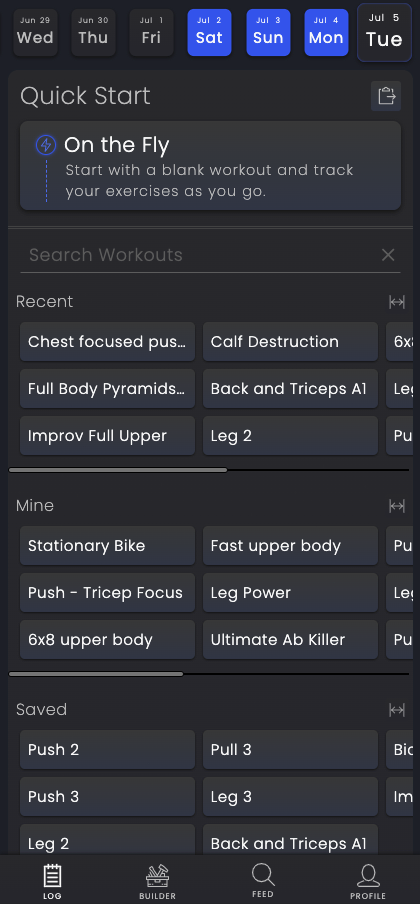 Jun 29 Jun 30 Jul 1 Jul 2 Jul 3 Jul 4 Jul 5
Wed Thu Fri Sat Sun Mon Tue
Quick Start
On the Fly
Start with a blank workout and track
your exercises as you go.
Search Workouts
Recent
Chest focused pus... Calf Destruction 6x8
Full Body Pyramids... Back and Triceps A1 Leg
Improv Full Upper Leg 2 Pu
Mine
Stationary Bike Fast upper body Pu
Push - Tricep Focus Leg Power Leg
6x8 upper body Ultimate Ab Killer Pu
Saved
Push 2 Pull 3 Bic
Push 3 Leg 3 Im
Leg 2 Back and Triceps A1
LOG BUILDER FEED PROFILE